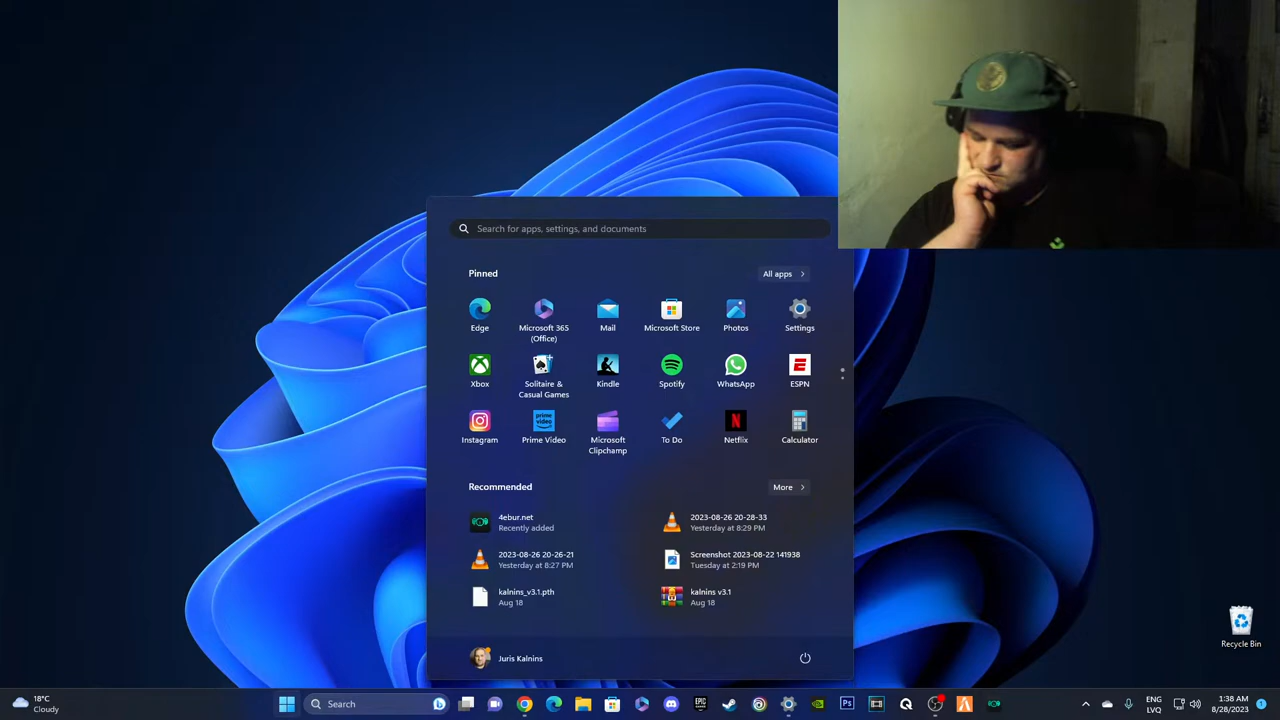 Search for apps, settings, and documents
Pinned
All apps
Edge
Microsoft 365
(Office)
Mail
Microsoft Store
Photos
Settings
Xbox
Solitaire &
Casual Games
Kindle
Spotify
WhatsApp
ESPN
Instagram
prime
video
Prime Video
Microsoft
Clipchamp
To Do
Netflix
Calculator
Recommended
More
4ebur.net
Recently added
2023-08-26 20-28-33
Yesterday at 8:29 PM
2023-08-26 20-26-21
Yesterday at 8:27 PM
Screenshot 2023-08-22 141938
Tuesday at 2:19 PM
kalnins_v3.1.pth
Aug 18
kalnins v3.1
Aug 18
Juris Kalnins
Recycle Bin
18°C
Cloudy
Search
EPIC
Ps
ENG
LVQ
1:38 AM
8/28/2023